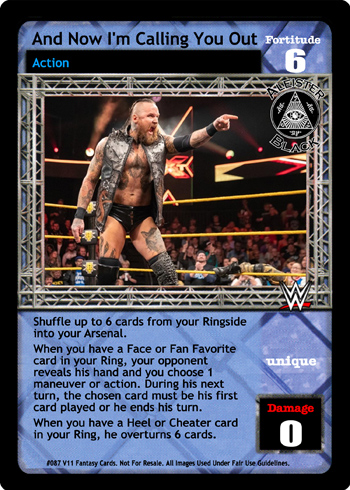 And Now I'm Calling You Out
Fortitude
6
Action
ALEISTER
BLACK
Shuffle up to 6 cards from your Ringside
into your Arsenal.
When you have a Face or Fan Favorite
card in your Ring, your opponent
reveals his hand and you choose 1
maneuver or action. During his next
turn, the chosen card must be his first
card played or he ends his turn.
When you have a Heel or Cheater card
in your Ring, he overturns 6 cards.
unique
Damage
0
#087 V11 Fantasy Cards. Not For Resale. All Images Used Under Fair Use Guidelines.